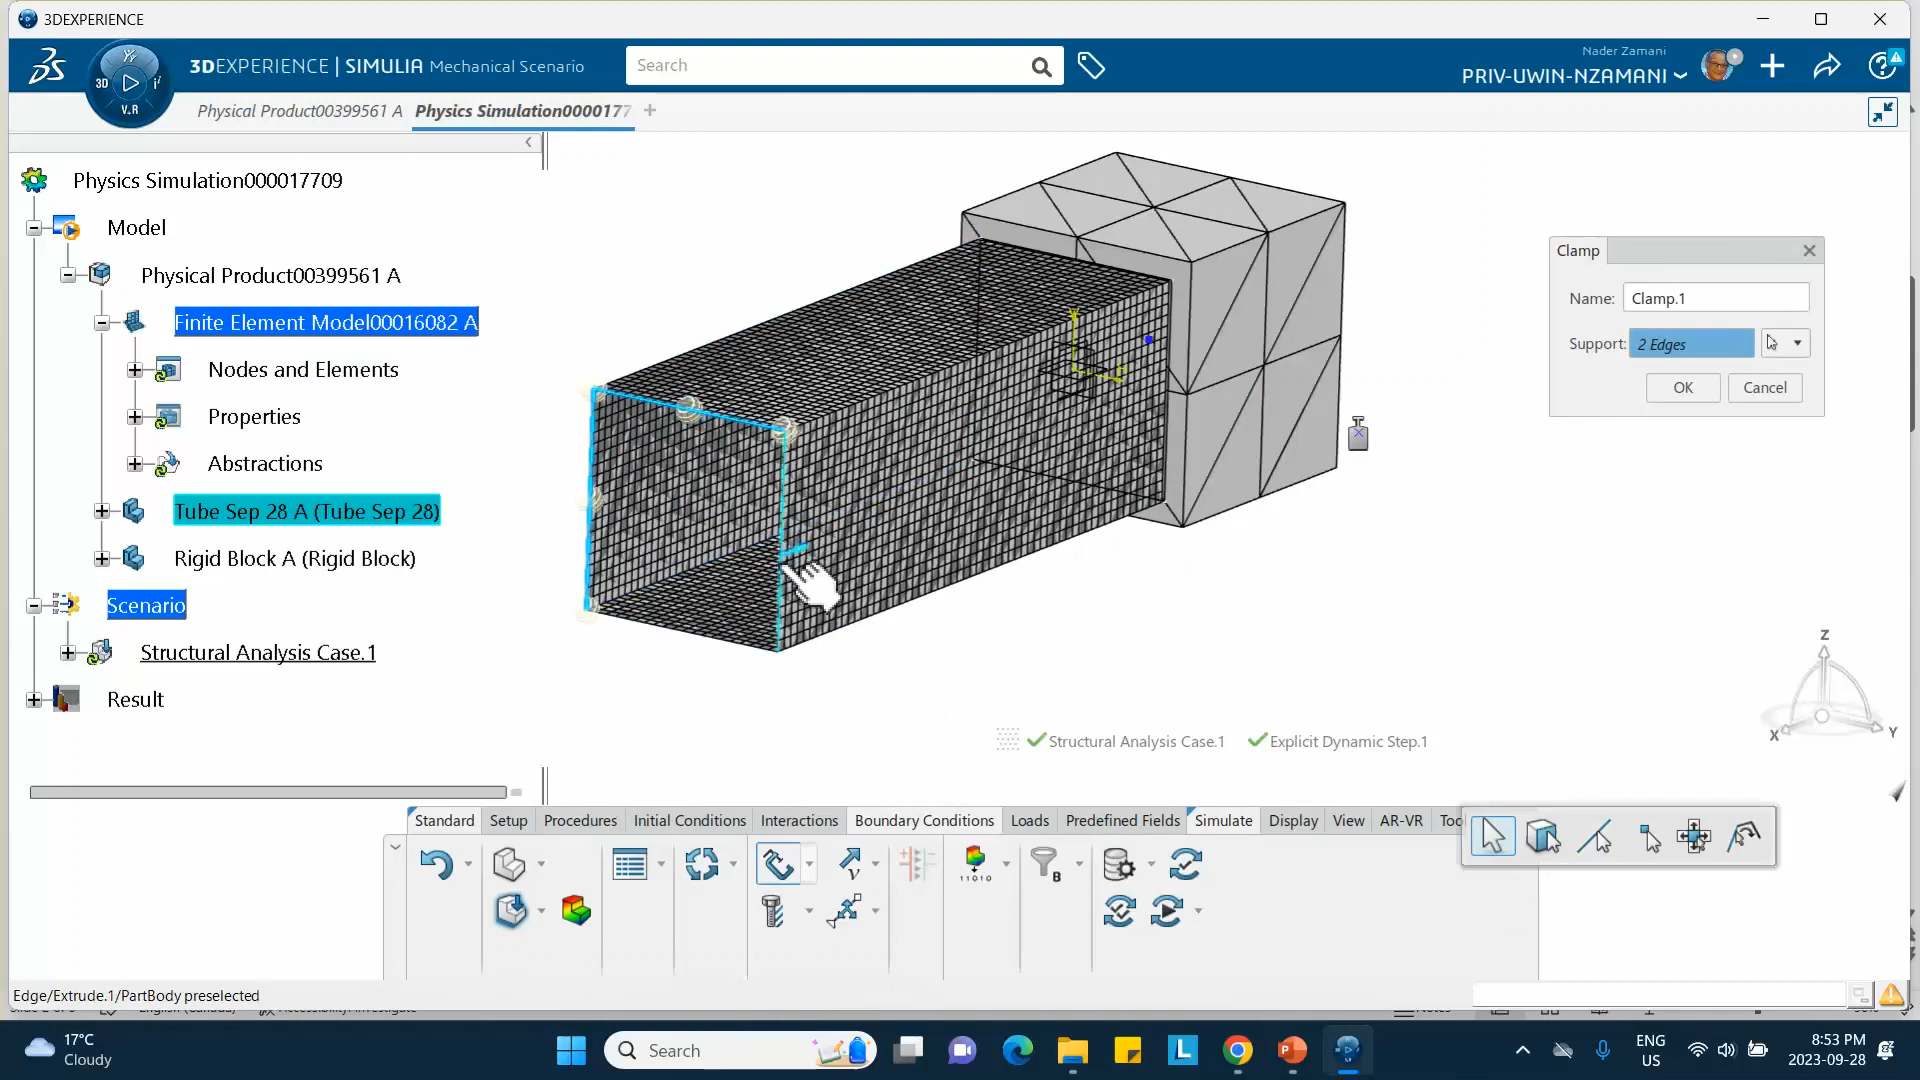 3DEXPERIENCE
3DEXPERIENCE | SIMULIA Mechanical Scenario
Search
Nader Zamani
PRIV-UWIN-NZAMANI
3D
V.R
Physical Product00399561 A
Physics Simulation0000177
Physics Simulation000017709
Model
Physical Product00399561 A
Finite Element Model00016082 A
Nodes and Elements
Properties
Abstractions
Tube Sep 28 A (Tube Sep 28)
Rigid Block A (Rigid Block)
Scenario
Structural Analysis Case.1
Result
Clamp
Name: Clamp.1
Support: 2 Edges
OK Cancel
Z
X
Y
Structural Analysis Case.1 Explicit Dynamic Step.1
Standard Setup Procedures Initial Conditions Interactions Boundary Conditions Loads Predefined Fields Simulate Display View AR-VR Too
Edge/Extrude.1/PartBody preselected
17°C
Cloudy
Search
ENG
US
8:53 PM
2023-09-28